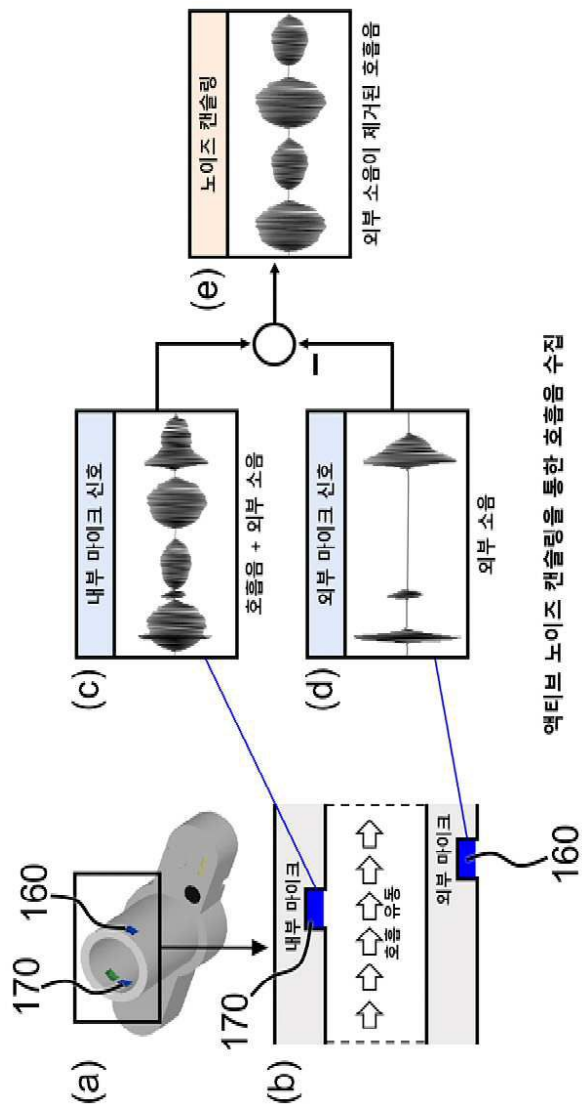 (a)
170
160
(b)
내부 마이크
170
호흡 유동
외부 마이크
160
(c)
내부 마이크 신호
호흡음 + 외부 소음
(d)
외부 마이크 신호
외부 소음
(e)
노이즈 캔슬링
외부 소음이 제거된 호흡음
액티브 노이즈 캔슬링을 통한 호흡음 수집